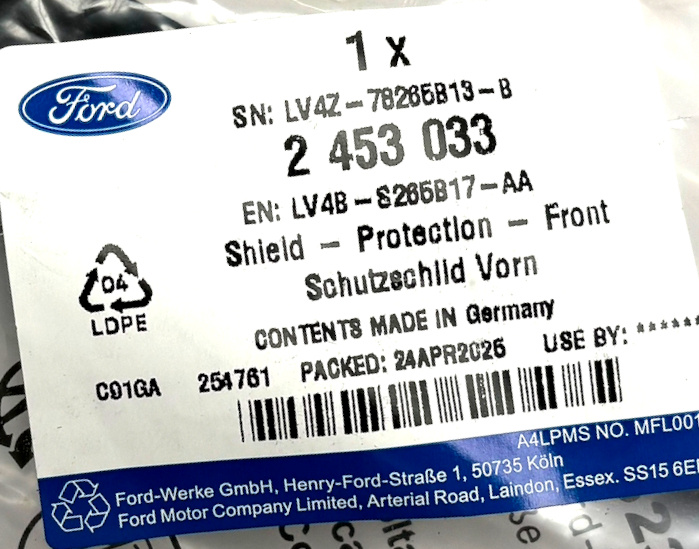 1 x
Ford
SN: LV4Z-78265B13-B
2 453 033
EN: LV4B-S265B17-AA
Shield - Protection - Front
Schutzschild Vorn
04
LDPE
CONTENTS MADE IN Germany
C01GA 254761 PACKED: 24APR2025 USE BY: ******
A4LPMS NO. MFL001
Ford-Werke GmbH, Henry-Ford-Straße 1, 50735 Köln
Ford Motor Company Limited, Arterial Road, Laindon, Essex. SS15 6E